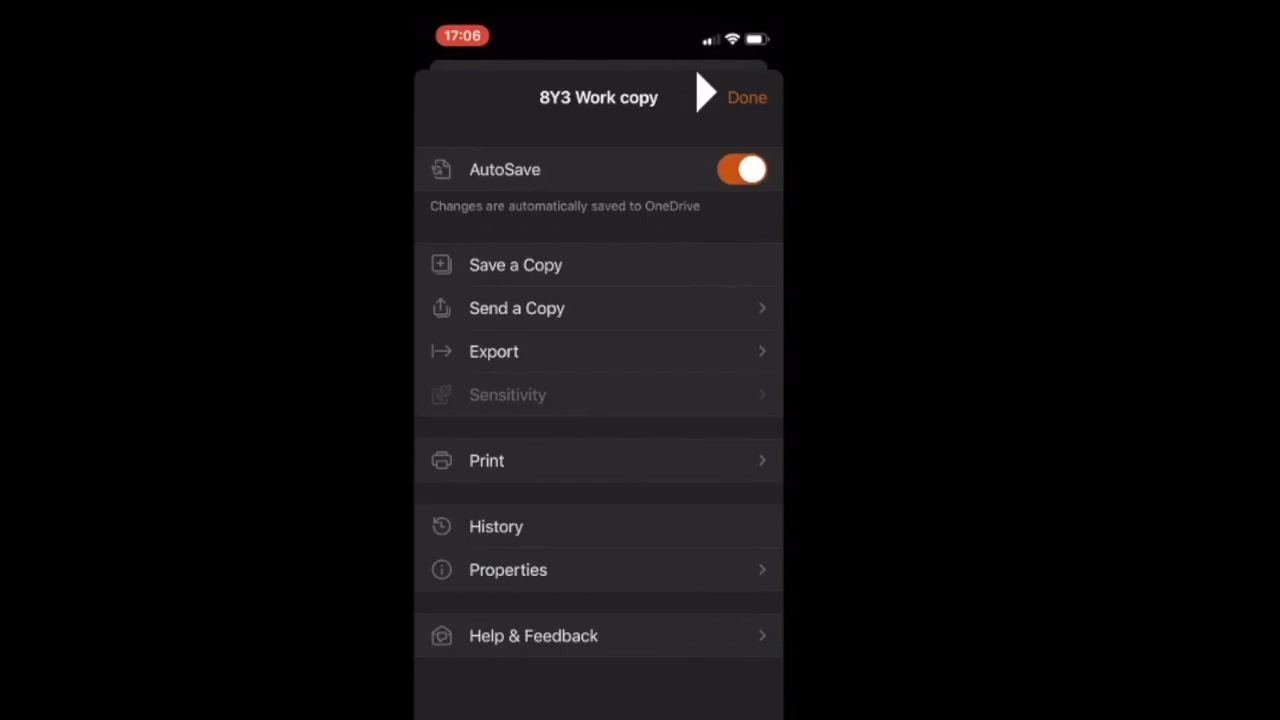 17:06
8Y3 Work copy
Done
AutoSave
Changes are automatically saved to OneDrive
Save a Copy
Send a Copy
Export
Sensitivity
Print
History
Properties
Help & Feedback